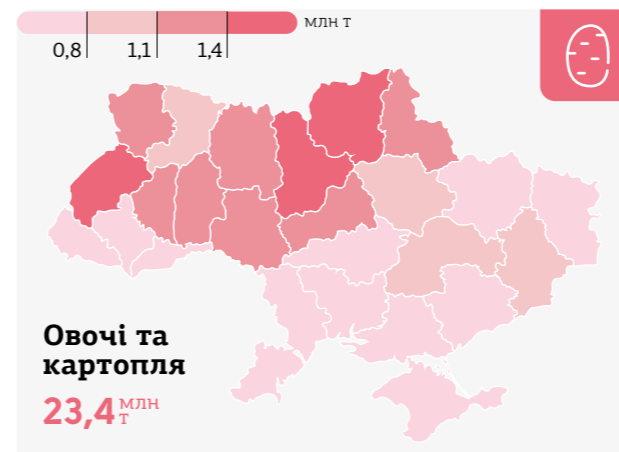 млн т
0,8 1,1 1,4
Овочі та
картопля
23,4 млн
т